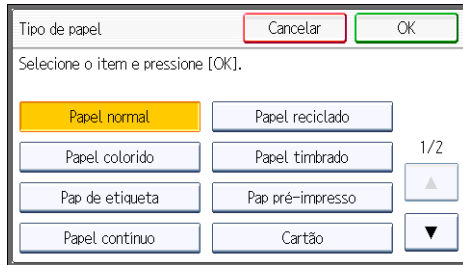 Tipo de papel Cancelar OK
Selecione o item e pressione [OK].
Papel normal Papel reciclado
Papel colorido Papel timbrado 1/2
Pap de etiqueta Pap pré-impresso
Papel contínuo Cartão